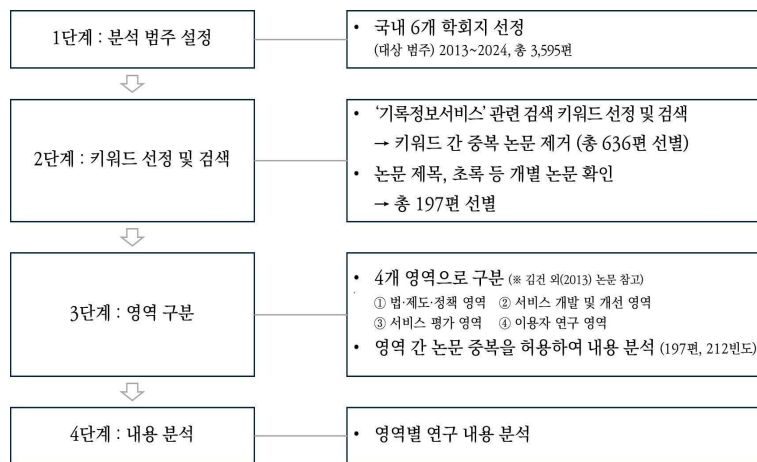 1단계 : 분석 범주 설정
• 국내 6개 학회지 선정
(대상 범주) 2013~2024, 총 3,595편
2단계 : 키워드 선정 및 검색
• ‘기록정보서비스’ 관련 검색 키워드 선정 및 검색
→ 키워드 간 중복 논문 제거 (총 636편 선별)
• 논문 제목, 초록 등 개별 논문 확인
→ 총 197편 선별
3단계 : 영역 구분
• 4개 영역으로 구분 (※ 김건 외(2013) 논문 참고)
① 법·제도·정책 영역 ② 서비스 개발 및 개선 영역
③ 서비스 평가 영역 ④ 이용자 연구 영역
• 영역 간 논문 중복을 허용하여 내용 분석 (197편, 212빈도)
4단계 : 내용 분석
• 영역별 연구 내용 분석